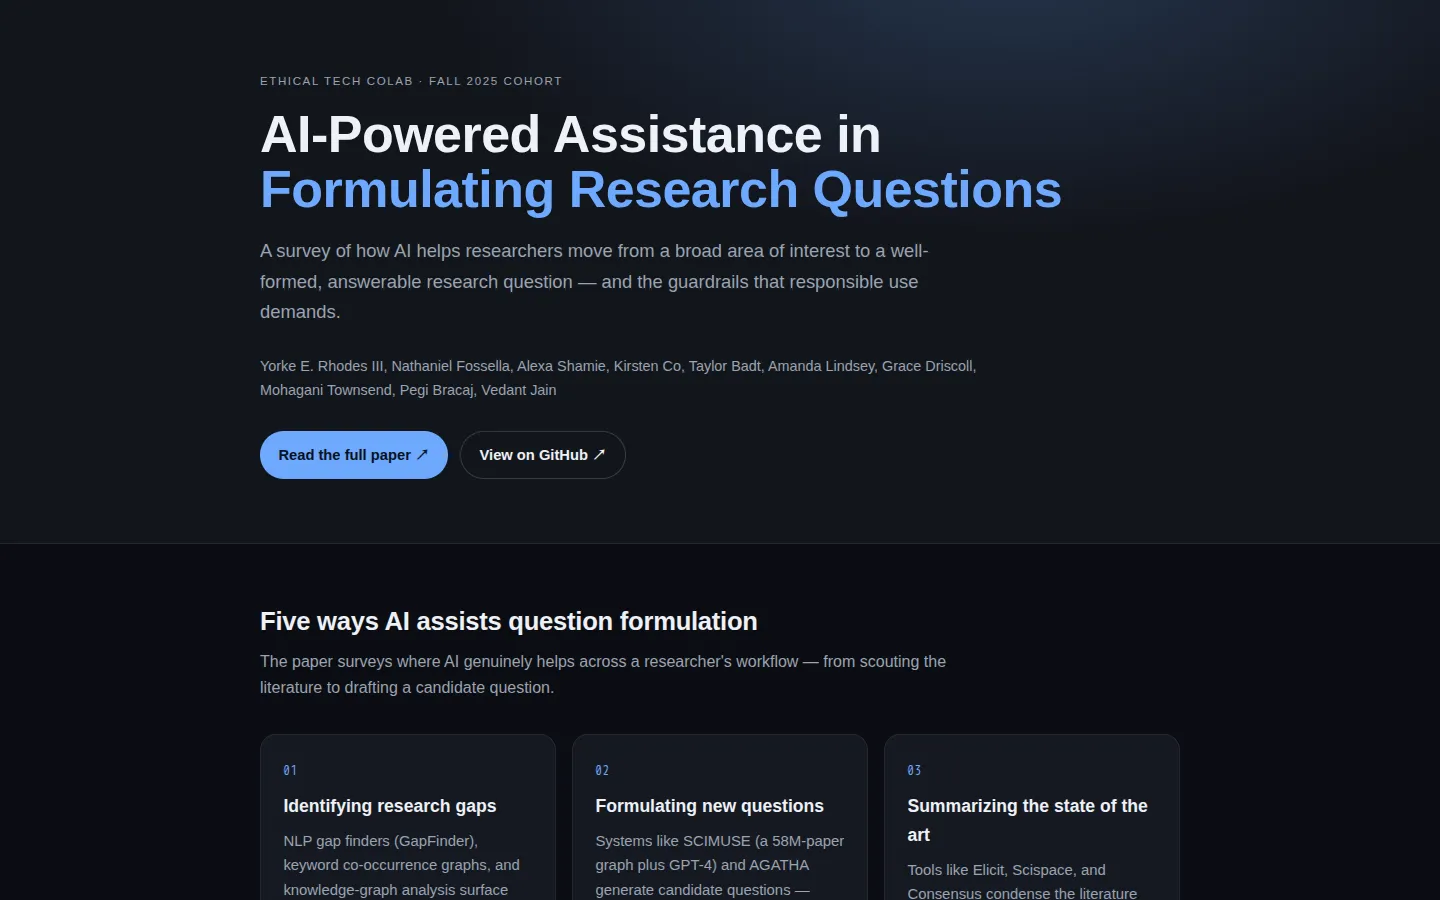 ETHICAL TECH COLAB · FALL 2025 COHORT
AI-Powered Assistance in
Formulating Research Questions
A survey of how AI helps researchers move from a broad area of interest to a well-
formed, answerable research question — and the guardrails that responsible use
demands.
Yorke E. Rhodes III, Nathaniel Fossella, Alexa Shamie, Kirsten Co, Taylor Badt, Amanda Lindsey, Grace Driscoll,
Mohagani Townsend, Pegi Bracaj, Vedant Jain
Read the full paper ↗
View on GitHub ↗
Five ways AI assists question formulation
The paper surveys where AI genuinely helps across a researcher's workflow — from scouting the
literature to drafting a candidate question.
01
Identifying research gaps
NLP gap finders (GapFinder),
keyword co-occurrence graphs, and
knowledge-graph analysis surface
02
Formulating new questions
Systems like SCIMUSE (a 58M-paper
graph plus GPT-4) and AGATHA
generate candidate questions —
03
Summarizing the state of the
art
Tools like Elicit, Scispace, and
Consensus condense the literature